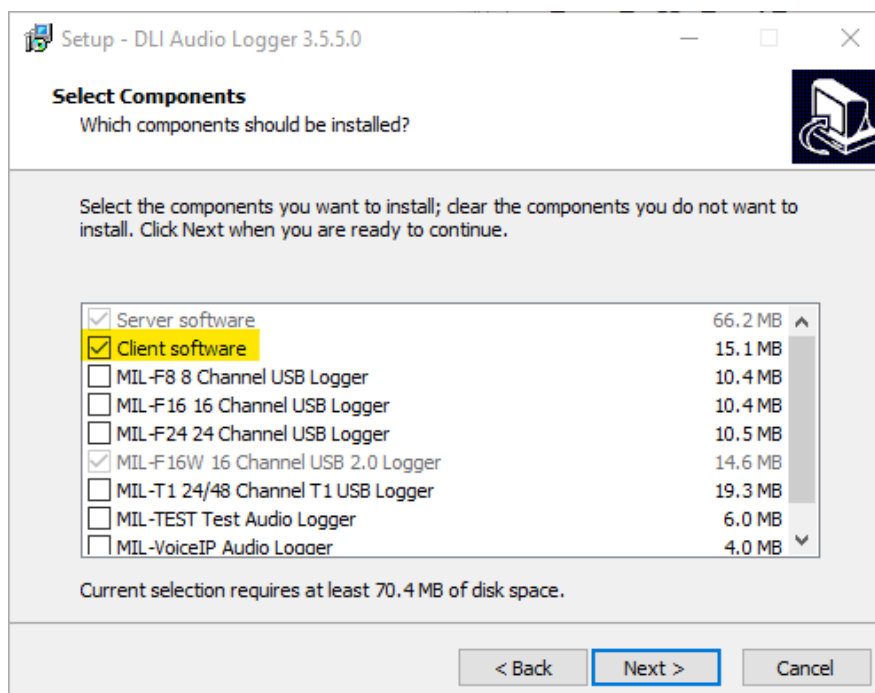 Setup - DLI Audio Logger 3.5.5.0
Select Components
Which components should be installed?
Select the components you want to install; clear the components you do not want to
install. Click Next when you are ready to continue.
Server software 66.2 MB
Client software 15.1 MB
MIL-F8 8 Channel USB Logger 10.4 MB
MIL-F16 16 Channel USB Logger 10.4 MB
MIL-F24 24 Channel USB Logger 10.5 MB
MIL-F16W 16 Channel USB 2.0 Logger 14.6 MB
MIL-T1 24/48 Channel T1 USB Logger 19.3 MB
MIL-TEST Test Audio Logger 6.0 MB
MIL-VoiceIP Audio Logger 4.0 MB
Current selection requires at least 70.4 MB of disk space.
< Back Next > Cancel